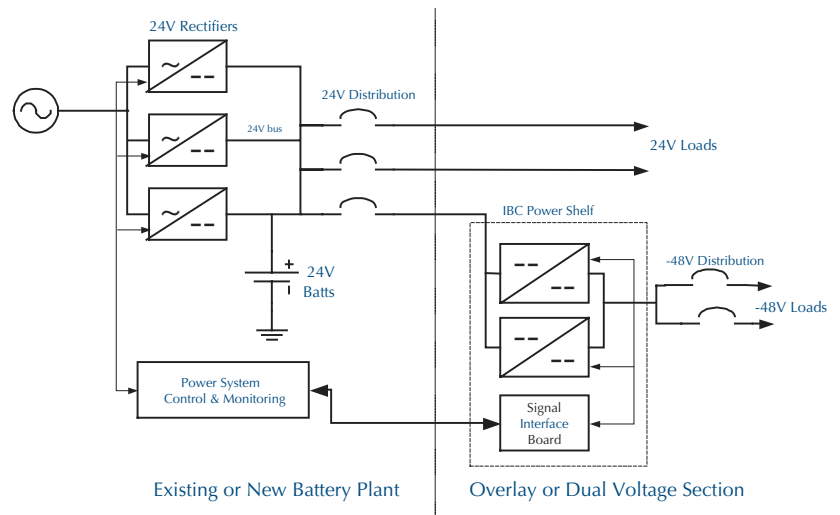 24V Rectifiers
24V Distribution
24V bus
24V Loads
IBC Power Shelf
-48V Distribution
+
24V
Batts
-48V Loads
Power System
Control & Monitoring
Signal
Interface
Board
Existing or New Battery Plant
Overlay or Dual Voltage Section